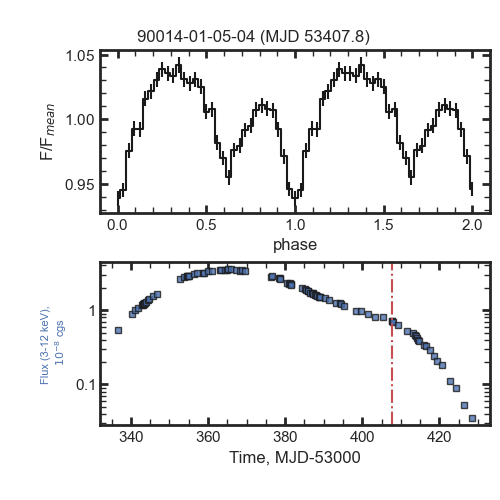 90014-01-05-04 (MJD 53407.8)
1.05
1.00
0.95
F/Fmean
0.0 0.5 1.0 1.5 2.0
phase
1
0.1
Flux (3-12 keV),
10⁻⁸ cgs
340 360 380 400 420
Time, MJD-53000